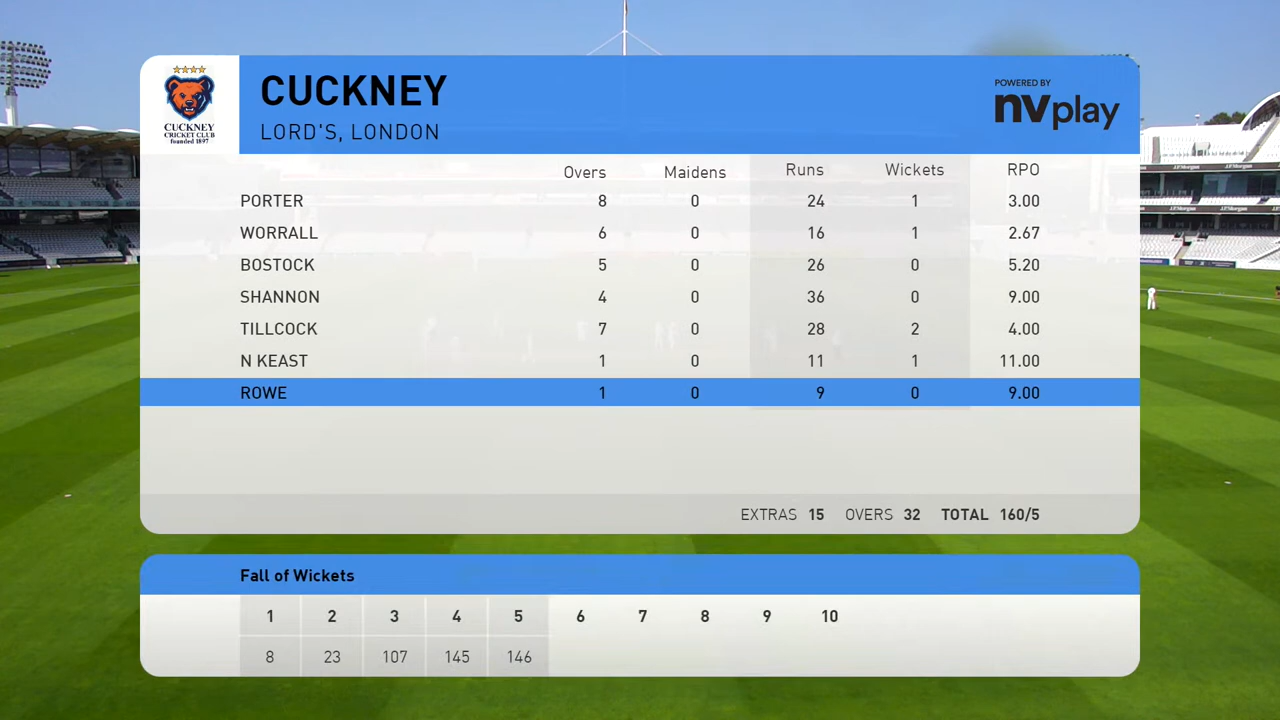 CUCKNEY
LORD'S, LONDON
CUCKNEY
CRICKET CLUB
founded 1897
POWERED BY
nvplay
Overs Maidens Runs Wickets RPO
PORTER 8 0 24 1 3.00
WORRALL 6 0 16 1 2.67
BOSTOCK 5 0 26 0 5.20
SHANNON 4 0 36 0 9.00
TILLCOCK 7 0 28 2 4.00
N KEAST 1 0 11 1 11.00
ROWE 1 0 9 0 9.00
EXTRAS 15 OVERS 32 TOTAL 160/5
Fall of Wickets
1 2 3 4 5 6 7 8 9 10
8 23 107 145 146
J.P.Morgan